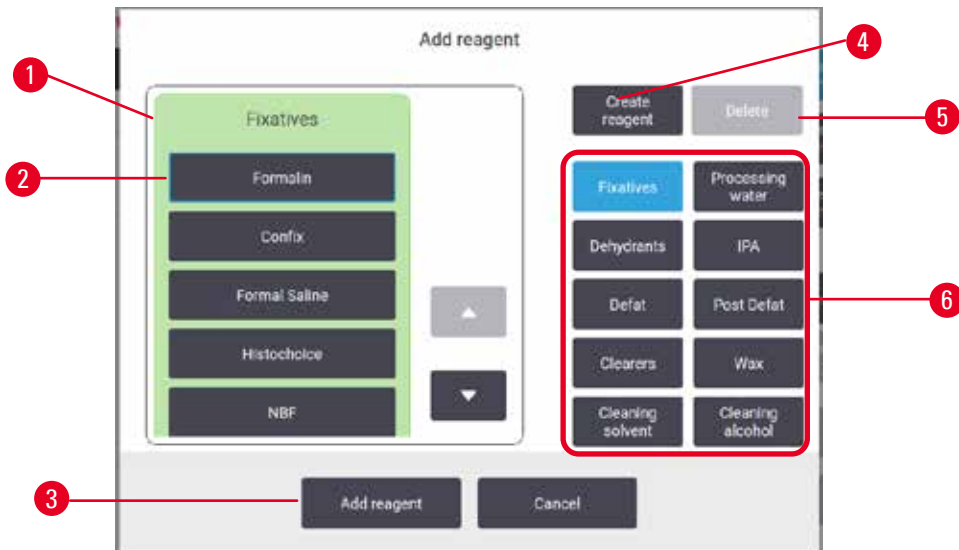 Add reagent
4
1
Create
reagent
Delete
5
Fixatives
2
Formalin
Fixatives
Processing
water
Confix
Dehydrants
IPA
Formal Saline
Defat
Post Defat
6
Histochoice
Clearers
Wax
NBF
Cleaning
solvent
Cleaning
alcohol
3
Add reagent
Cancel